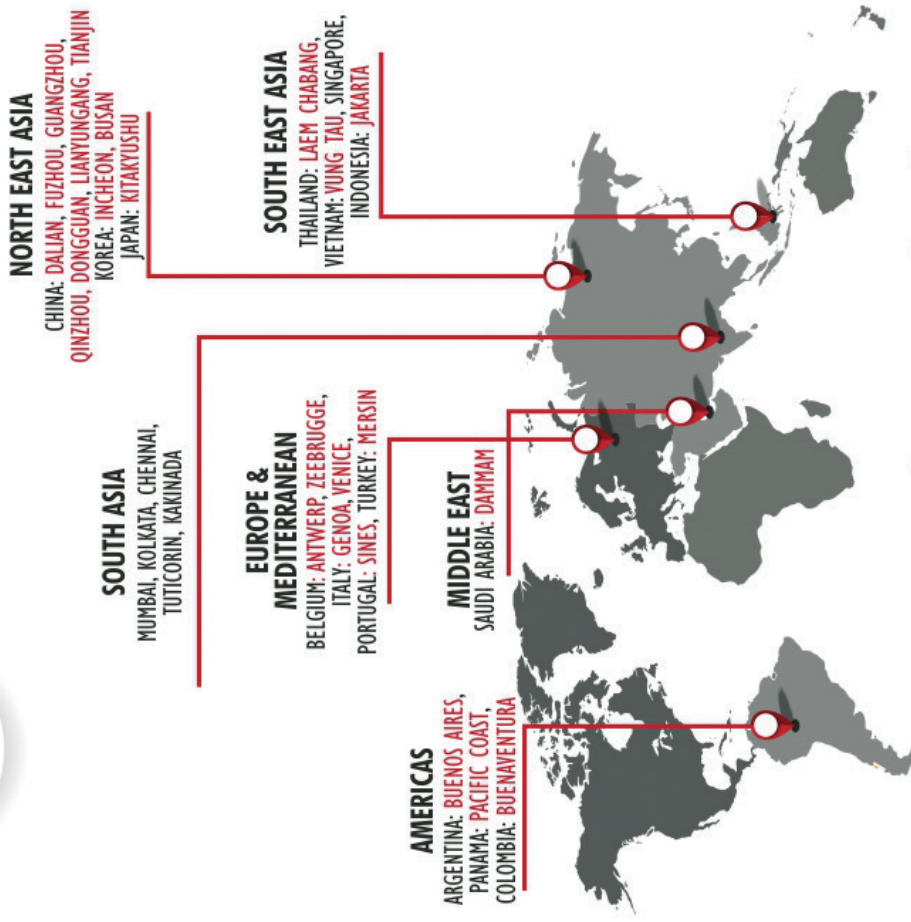 NORTH EAST ASIA
CHINA: DALIAN, FUZHOU, GUANGZHOU,
QINZHOU, DONGGUAN, LIANYUNGANG, TIANJIN
KOREA: INCHEON, BUSAN
JAPAN: KITAKYUSHU
SOUTH EAST ASIA
THAILAND: LAEM CHABANG,
VIETNAM: VUNG TAU, SINGAPORE,
INDONESIA: JAKARTA
SOUTH ASIA
MUMBAI, KOLKATA, CHENNAI,
TUTICORIN, KAKINADA
EUROPE &
MEDITERRANEAN
BELGIUM: ANTWERP, ZEEBRUGGE,
ITALY: GENOA, VENICE,
PORTUGAL: SINES, TURKEY: MERSIN
MIDDLE EAST
SAUDI ARABIA: DAMMAM
AMERICAS
ARGENTINA: BUENOS AIRES,
PANAMA: PACIFIC COAST,
COLOMBIA: BUENAVENTURA